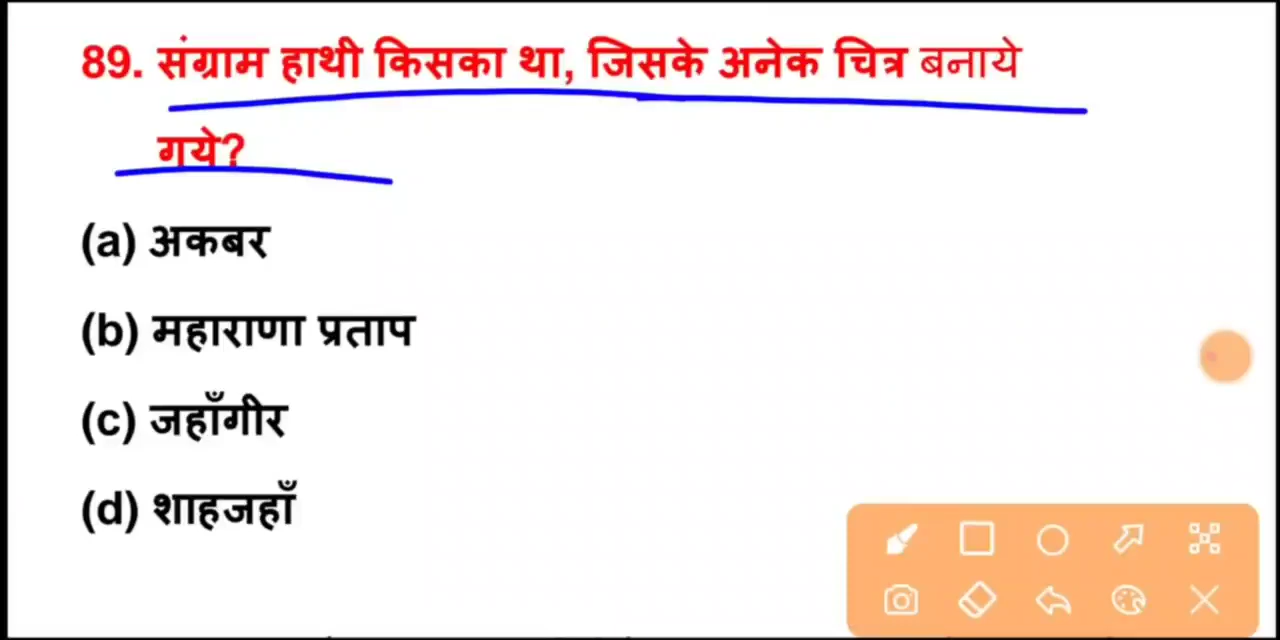 89. संग्राम हाथी किसका था, जिसके अनेक चित्र बनाये
गये?
(a) अकबर
(b) महाराणा प्रताप
(c) जहाँगीर
(d) शाहजहाँ